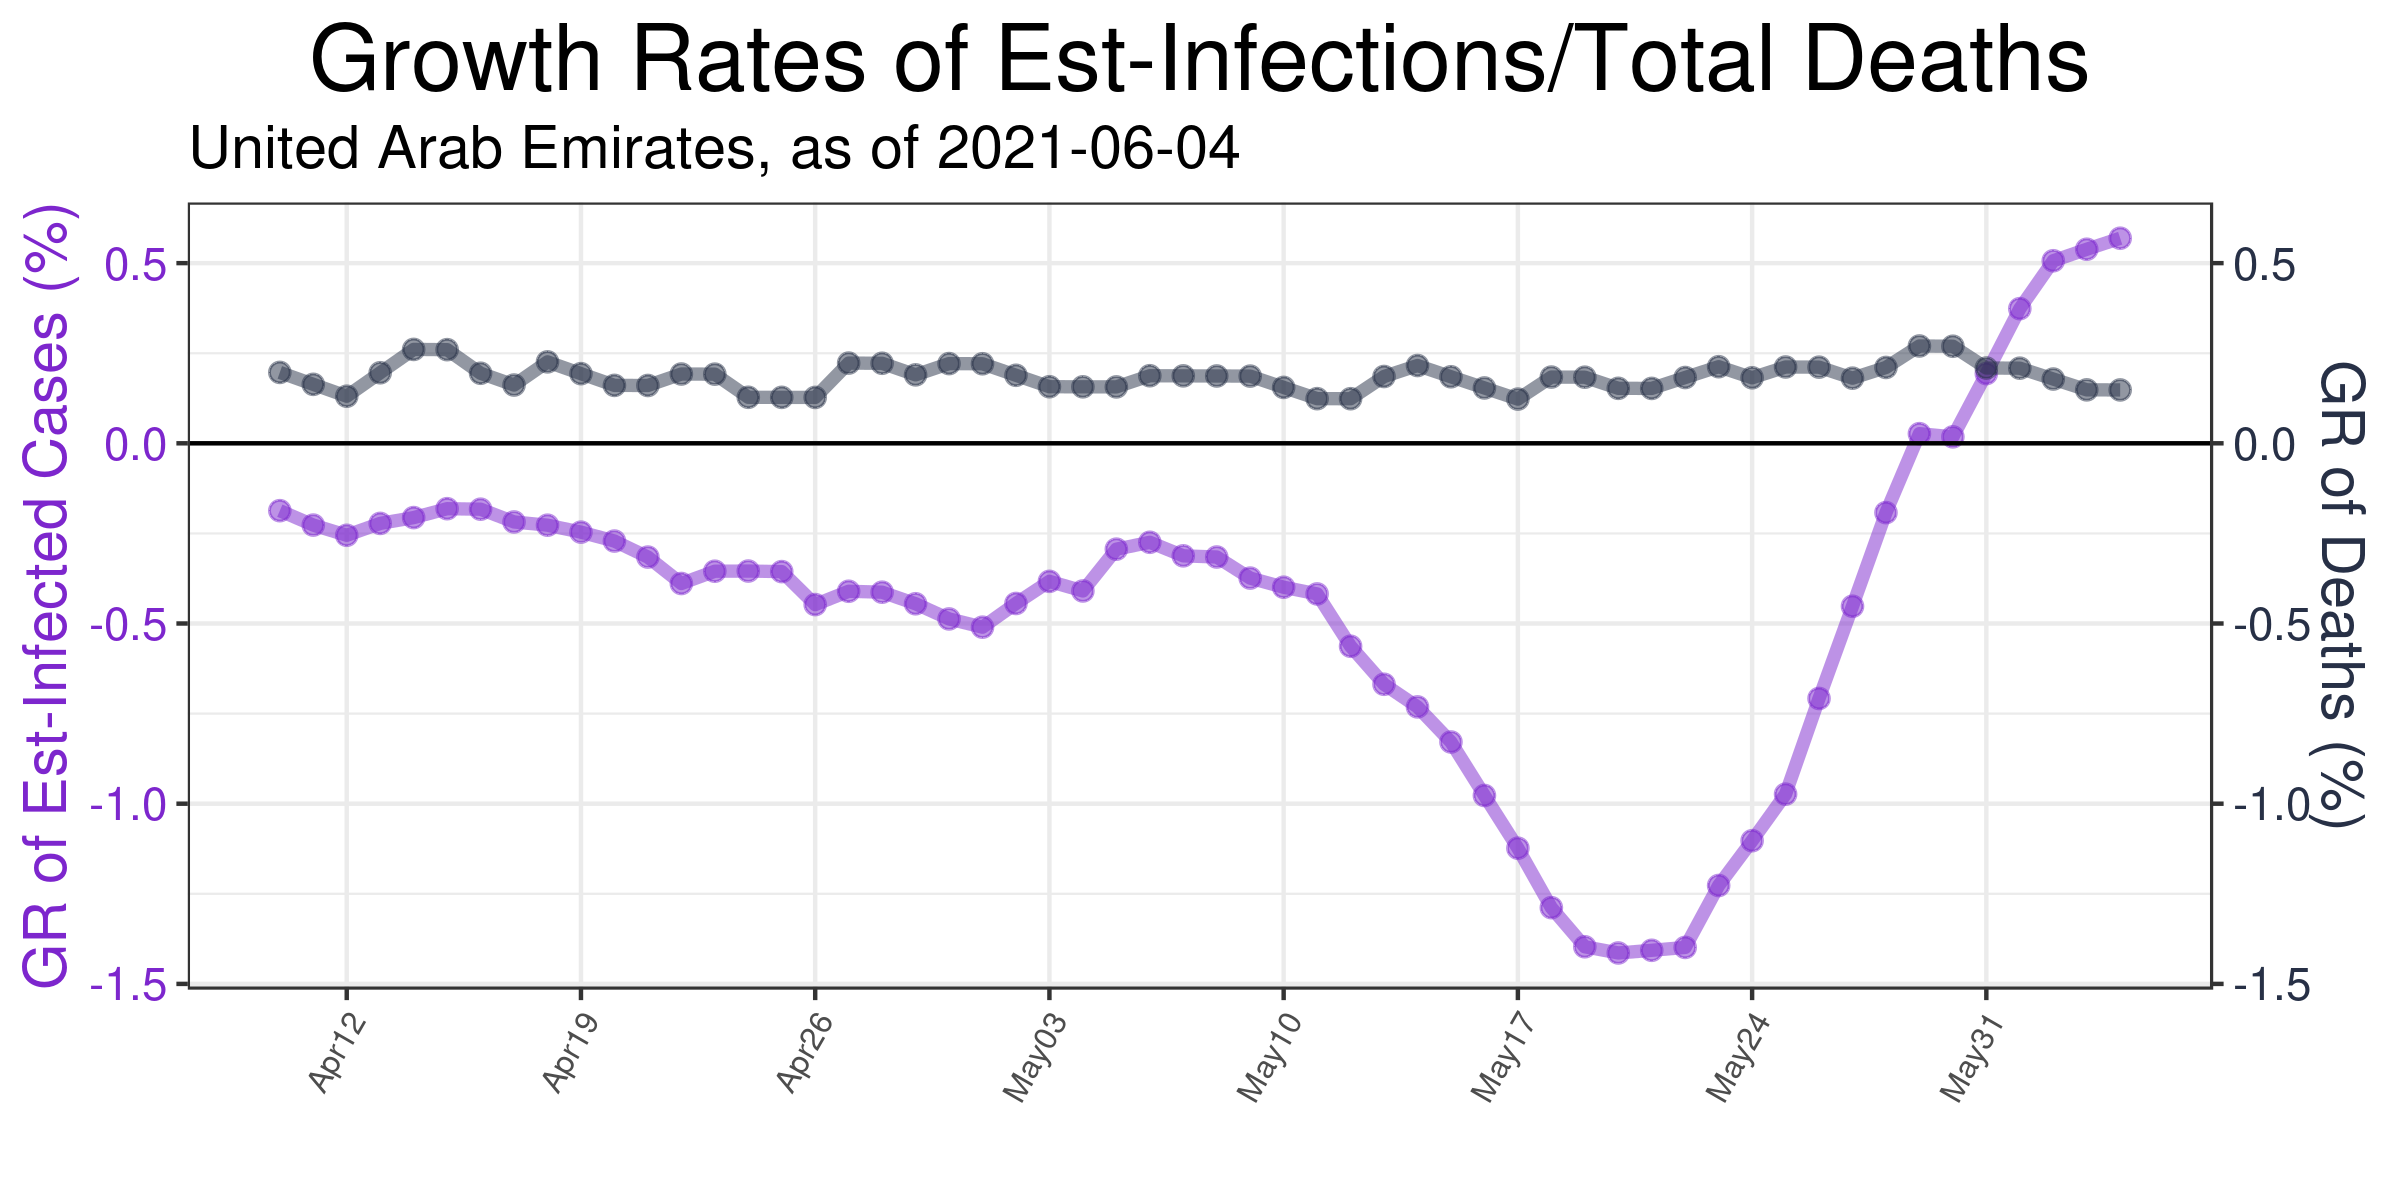 Growth Rates of Est-Infections/Total Deaths
United Arab Emirates, as of 2021-06-04
GR of Est-Infected Cases (%)
0.5
0.0
-0.5
-1.0
-1.5
0.5
0.0
-0.5
-1.0
-1.5
GR of Deaths (%)
Apr12
Apr19
Apr26
May03
May10
May17
May24
May31